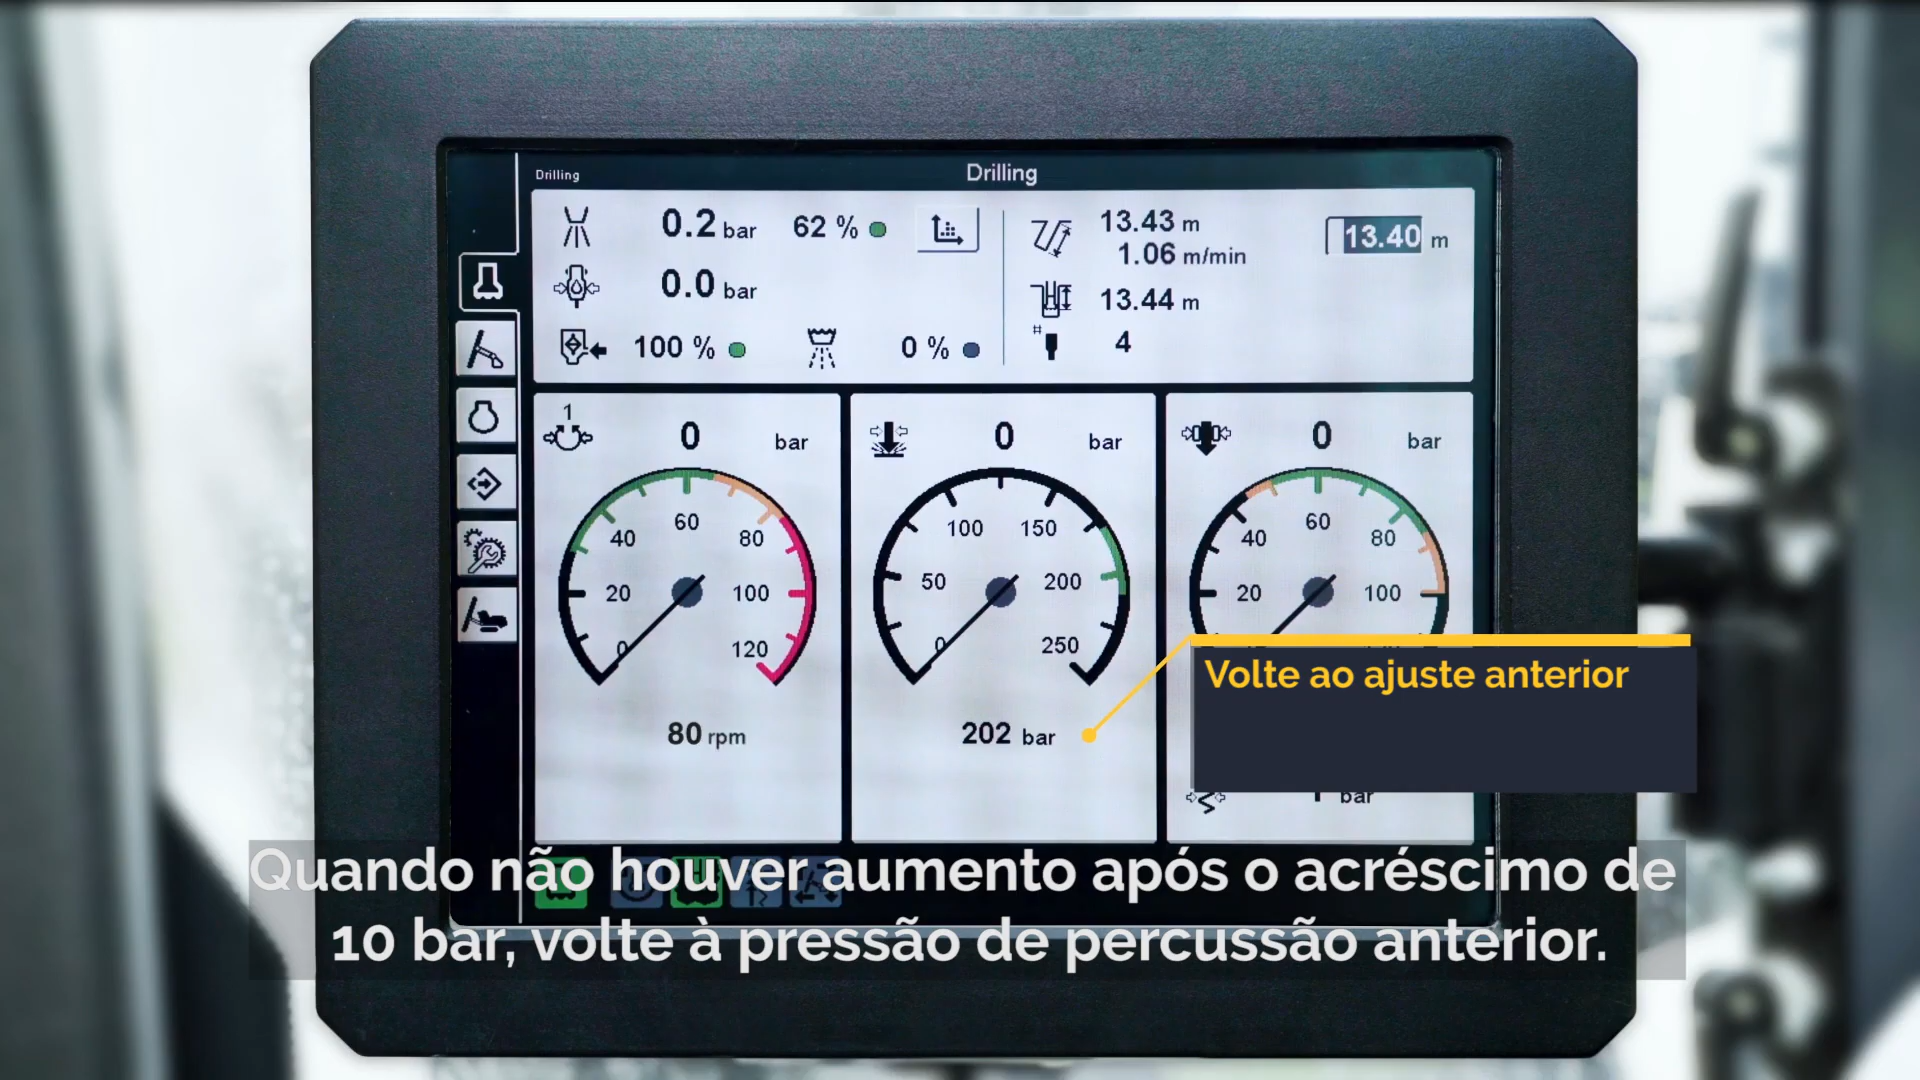 Drilling
Drilling
0.2 bar 62 %
13.43 m
13.40 m
1.06 m/min
0.0 bar
13.44 m
100 % 0 %
# 4
1 0 bar
0 bar
0 bar
0 20 40 60 80 100 120
0 50 100 150 200 250
20 40 60 80 100
80 rpm
202 bar
bar
Volte ao ajuste anterior
Quando não houver aumento após o acréscimo de
10 bar, volte à pressão de percussão anterior.